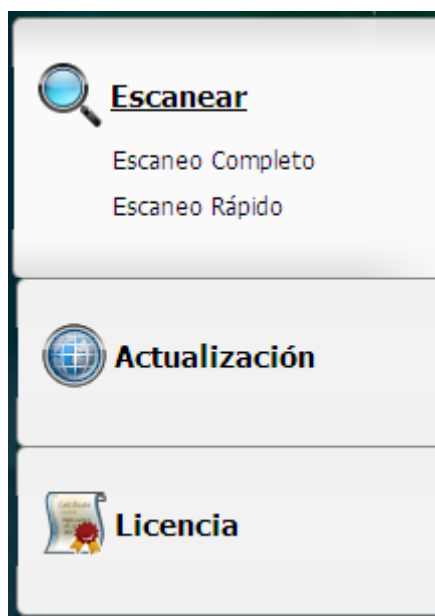 Escanear
Escaneo Completo
Escaneo Rápido
Actualización
Licencia